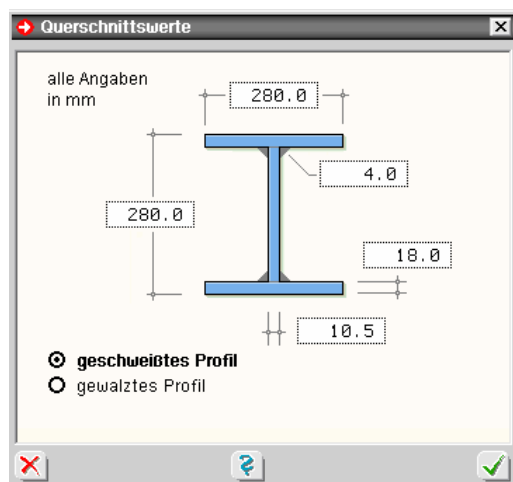 Querschnittswerte
alle Angaben
in mm
280.0
4.0
280.0
18.0
10.5
geschweißtes Profil
gewalztes Profil